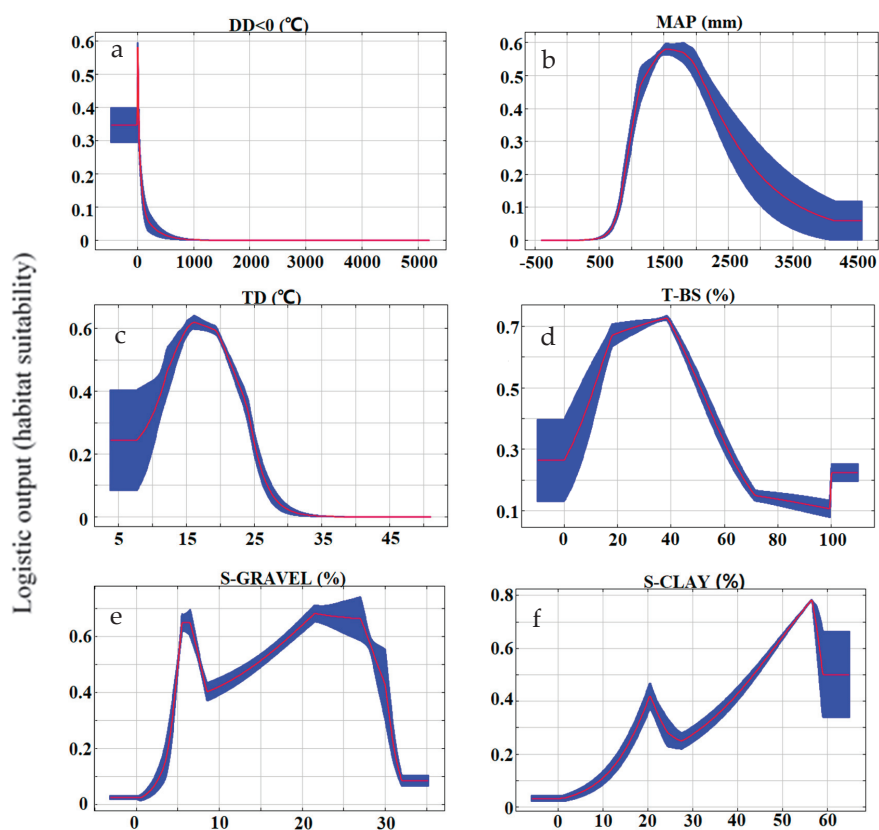 Logistic output (habitat suitability)
DD<0 (℃)
a
0.6
0.5
0.4
0.3
0.2
0.1
0
0 1000 2000 3000 4000 5000
MAP (mm)
b
0.6
0.5
0.4
0.3
0.2
0.1
0
-500 500 1500 2500 3500 4500
TD (℃)
c
0.6
0.4
0.2
0
5 15 25 35 45
T-BS (%)
d
0.7
0.5
0.3
0.1
0 20 40 60 80 100
S-GRAVEL (%)
e
0.6
0.4
0.2
0
0 10 20 30
S-CLAY (%)
f
0.8
0.6
0.4
0.2
0
0 10 20 30 40 50 60